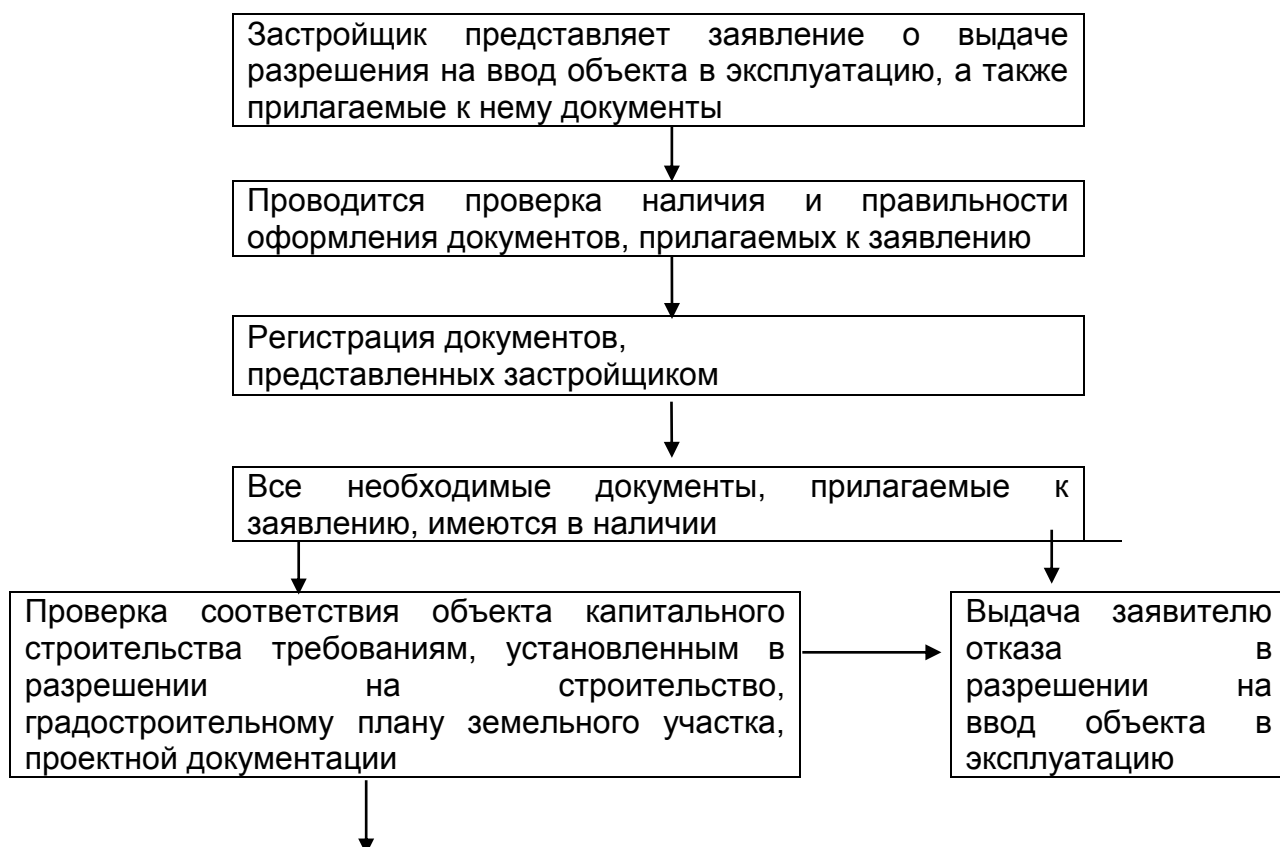 Застройщик представляет заявление о выдаче
разрешения на ввод объекта в эксплуатацию, а также
прилагаемые к нему документы
Проводится проверка наличия и правильности
оформления документов, прилагаемых к заявлению
Регистрация документов,
представленных застройщиком
Все необходимые документы, прилагаемые к
заявлению, имеются в наличии
Проверка соответствия объекта капитального
строительства требованиям, установленным в
разрешении на строительство,
градостроительному плану земельного участка,
проектной документации
Выдача заявителю
отказа в
разрешении на
ввод объекта в
эксплуатацию